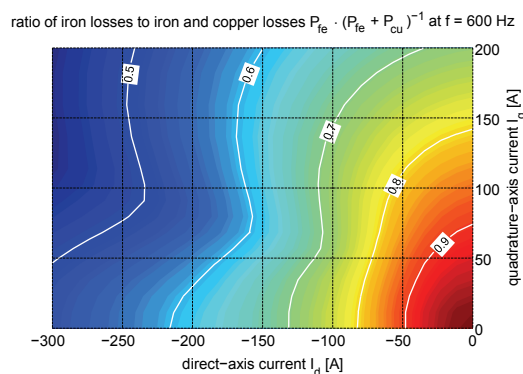 ratio of iron losses to iron and copper losses P_fe · (P_fe + P_cu)^−1 at f = 600 Hz
200
150
100
50
0
quadrature-axis current I_q [A]
0.5
0.6
0.7
0.8
0.9
−300 −250 −200 −150 −100 −50 0
direct-axis current I_d [A]